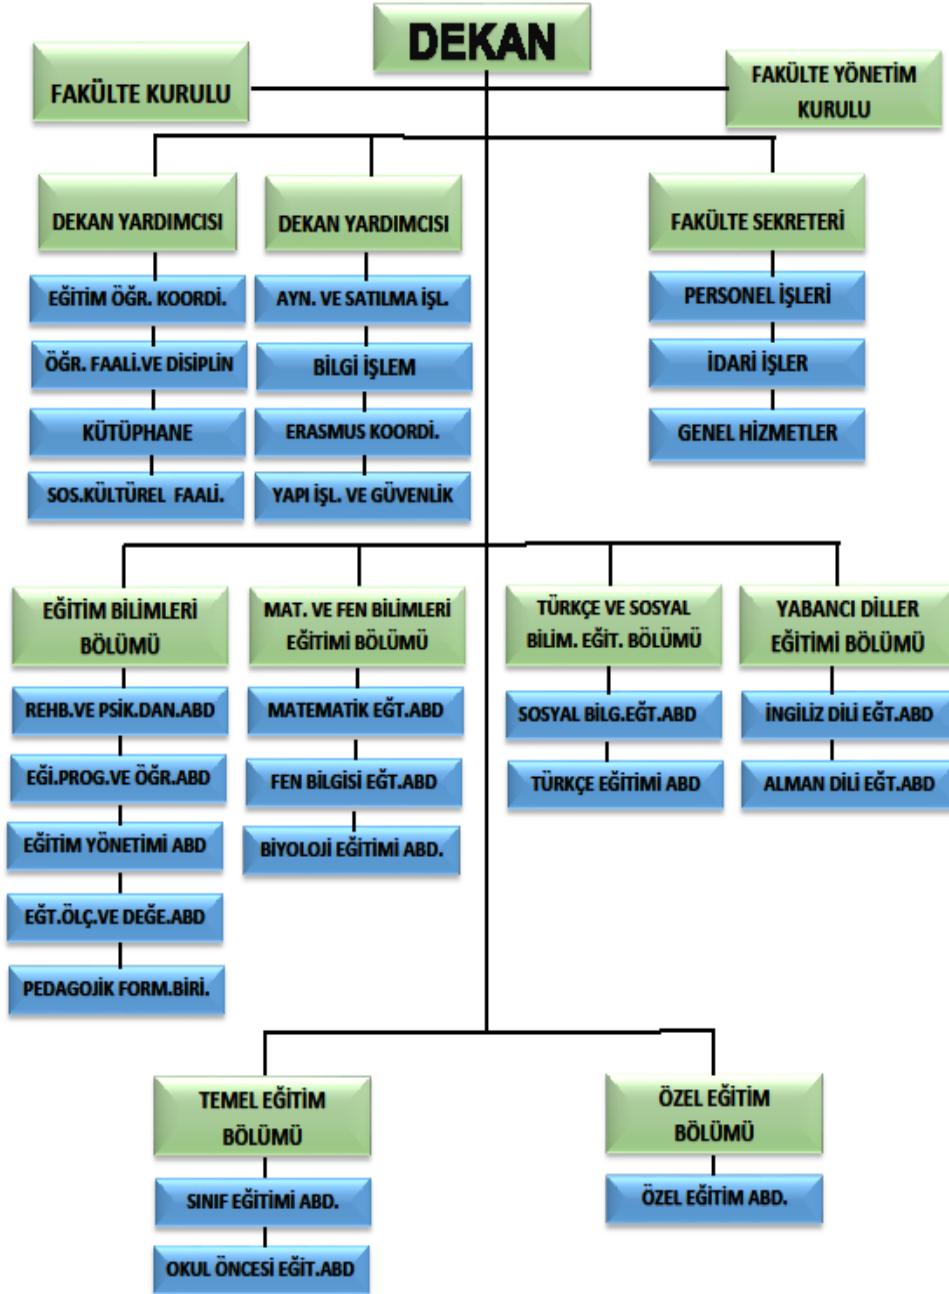 DEKAN
FAKÜLTE KURULU
FAKÜLTE YÖNETİM
KURULU
DEKAN YARDIMCISI
DEKAN YARDIMCISI
FAKÜLTE SEKRETERİ
EĞİTİM ÖĞR. KOORDİ.
AYN. VE SATILMA İŞL.
PERSONEL İŞLERİ
ÖĞR. FAALİ.VE DİSİPLİN
BİLGİ İŞLEM
İDARİ İŞLER
KÜTÜPHANE
ERASMUS KOORDİ.
GENEL HİZMETLER
SOS.KÜLTÜREL FAALİ.
YAPI İŞL. VE GÜVENLİK
EĞİTİM BİLİMLERİ
BÖLÜMÜ
MAT. VE FEN BİLİMLERİ
EĞİTİMİ BÖLÜMÜ
TÜRKÇE VE SOSYAL
BİLİM. EĞİT. BÖLÜMÜ
YABANCI DİLLER
EĞİTİMİ BÖLÜMÜ
REHB.VE PSİK.DAN.ABD
MATEMATİK EĞT.ABD
SOSYAL BİLG.EĞT.ABD
İNGİLİZ DİLİ EĞT.ABD
EĞİ.PROG.VE ÖĞR.ABD
FEN BİLGİSİ EĞT.ABD
TÜRKÇE EĞİTİMİ ABD
ALMAN DİLİ EĞT.ABD
EĞİTİM YÖNETİMİ ABD
BİYOLOJİ EĞİTİMİ ABD.
EĞT.ÖLÇ.VE DEĞE.ABD
PEDAGOJİK FORM.BİRİ.
TEMEL EĞİTİM
BÖLÜMÜ
ÖZEL EĞİTİM
BÖLÜMÜ
SINIF EĞİTİMİ ABD.
ÖZEL EĞİTİM ABD.
OKUL ÖNCESİ EĞİT.ABD